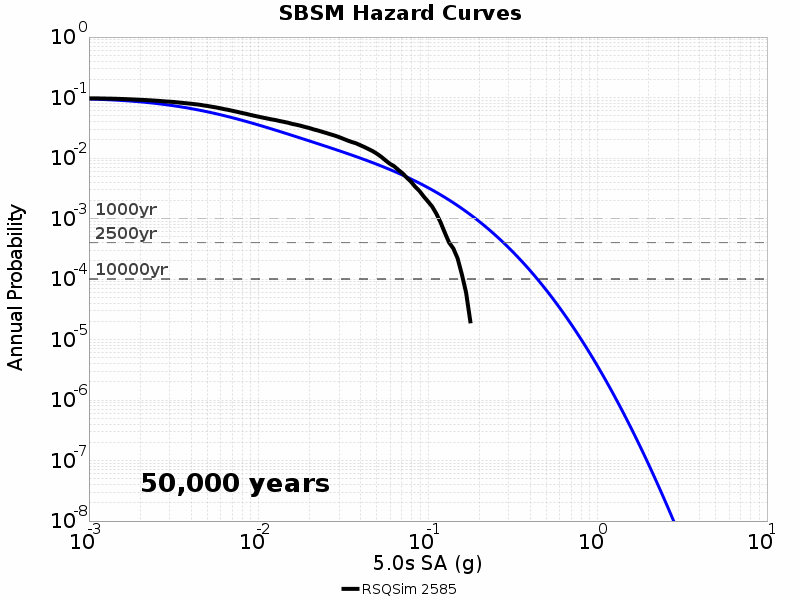 SBSM Hazard Curves
10^0
10^-1
10^-2
10^-3
10^-4
10^-5
10^-6
10^-7
10^-8
Annual Probability
1000yr
2500yr
10000yr
50,000 years
10^-3 10^-2 10^-1 10^0 10^1
5.0s SA (g)
RSQSim 2585